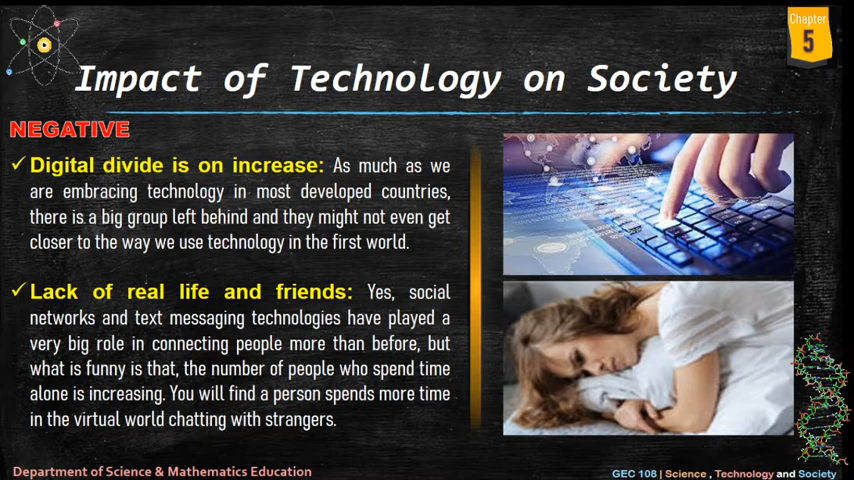 Chapter
5
Impact of Technology on Society
NEGATIVE
✓ Digital divide is on increase: As much as we
are embracing technology in most developed countries,
there is a big group left behind and they might not even get
closer to the way we use technology in the first world.
✓ Lack of real life and friends: Yes, social
networks and text messaging technologies have played a
very big role in connecting people more than before, but
what is funny is that, the number of people who spend time
alone is increasing. You will find a person spends more time
in the virtual world chatting with strangers.
Department of Science & Mathematics Education
GEC 108 | Science , Technology and Society